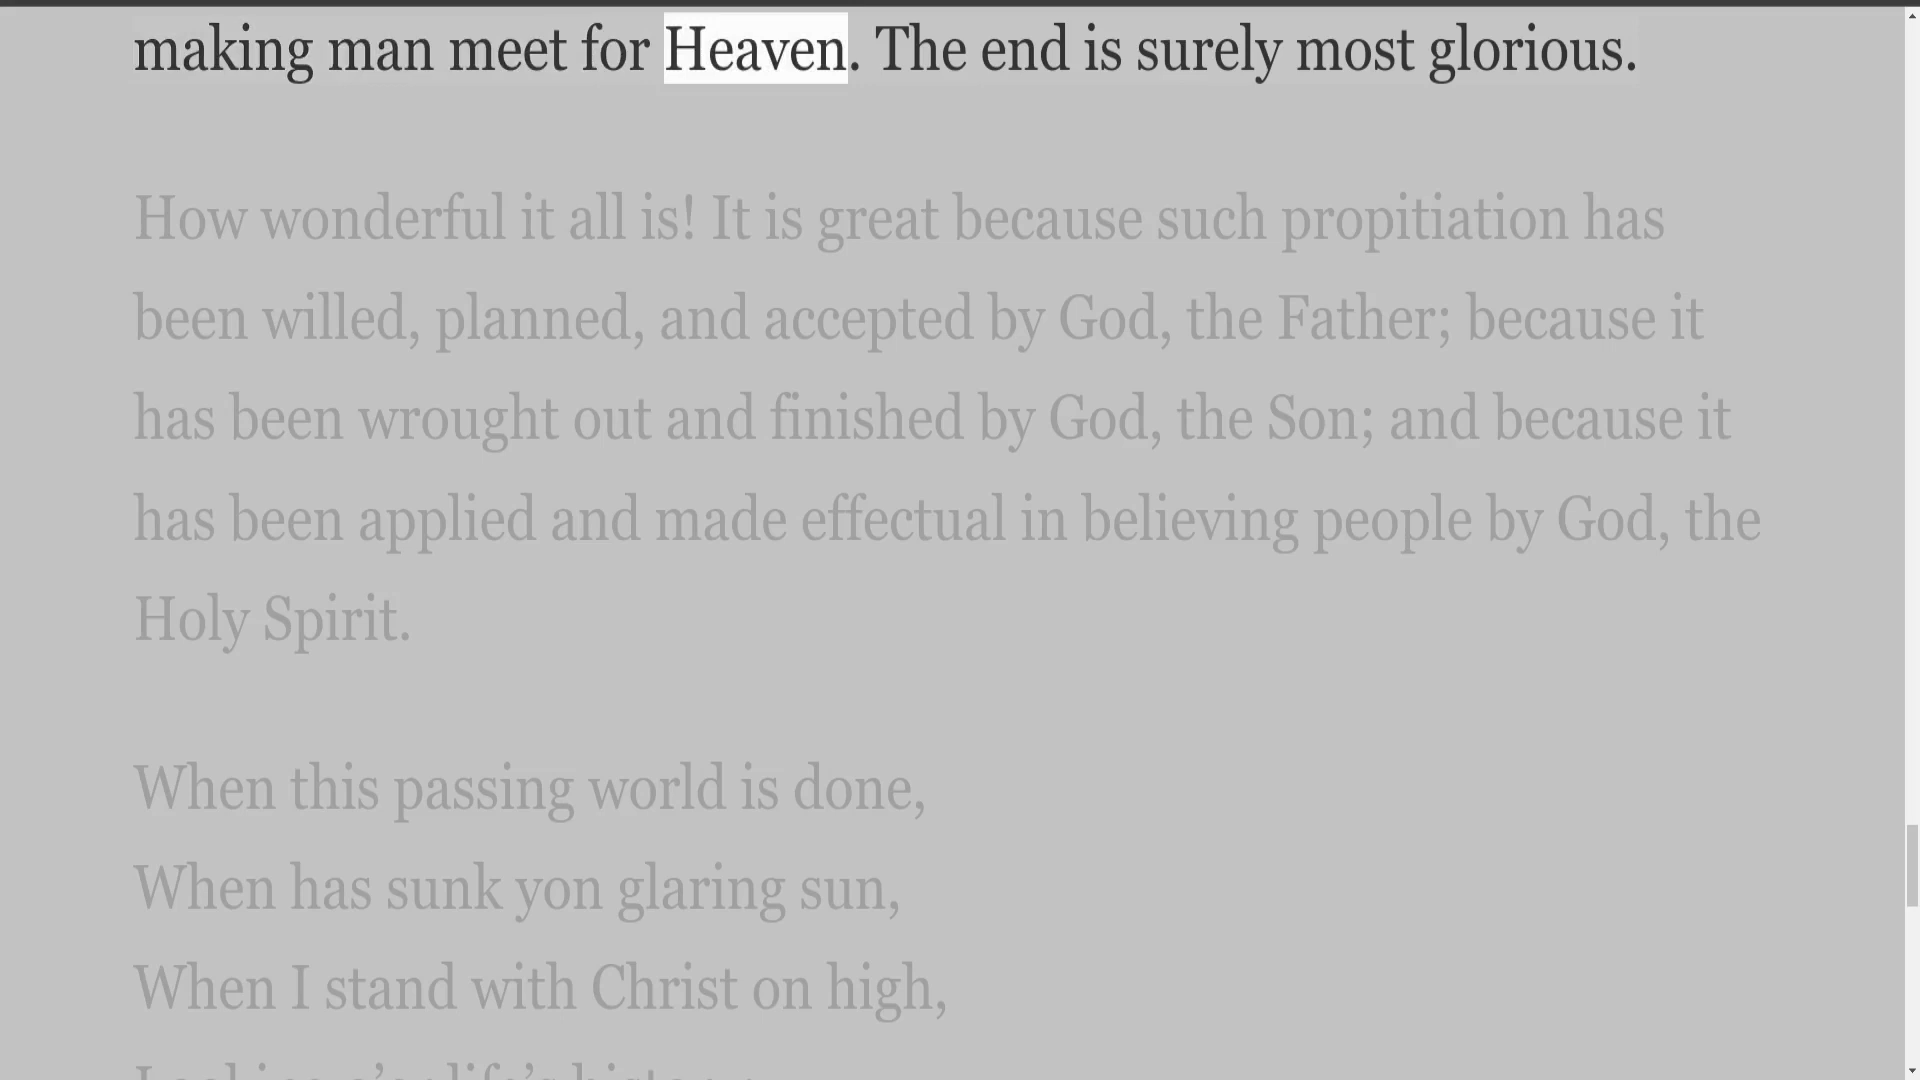 making man meet for Heaven. The end is surely most glorious.
How wonderful it all is! It is great because such propitiation has
been willed, planned, and accepted by God, the Father; because it
has been wrought out and finished by God, the Son; and because it
has been applied and made effectual in believing people by God, the
Holy Spirit.
When this passing world is done,
When has sunk yon glaring sun,
When I stand with Christ on high,